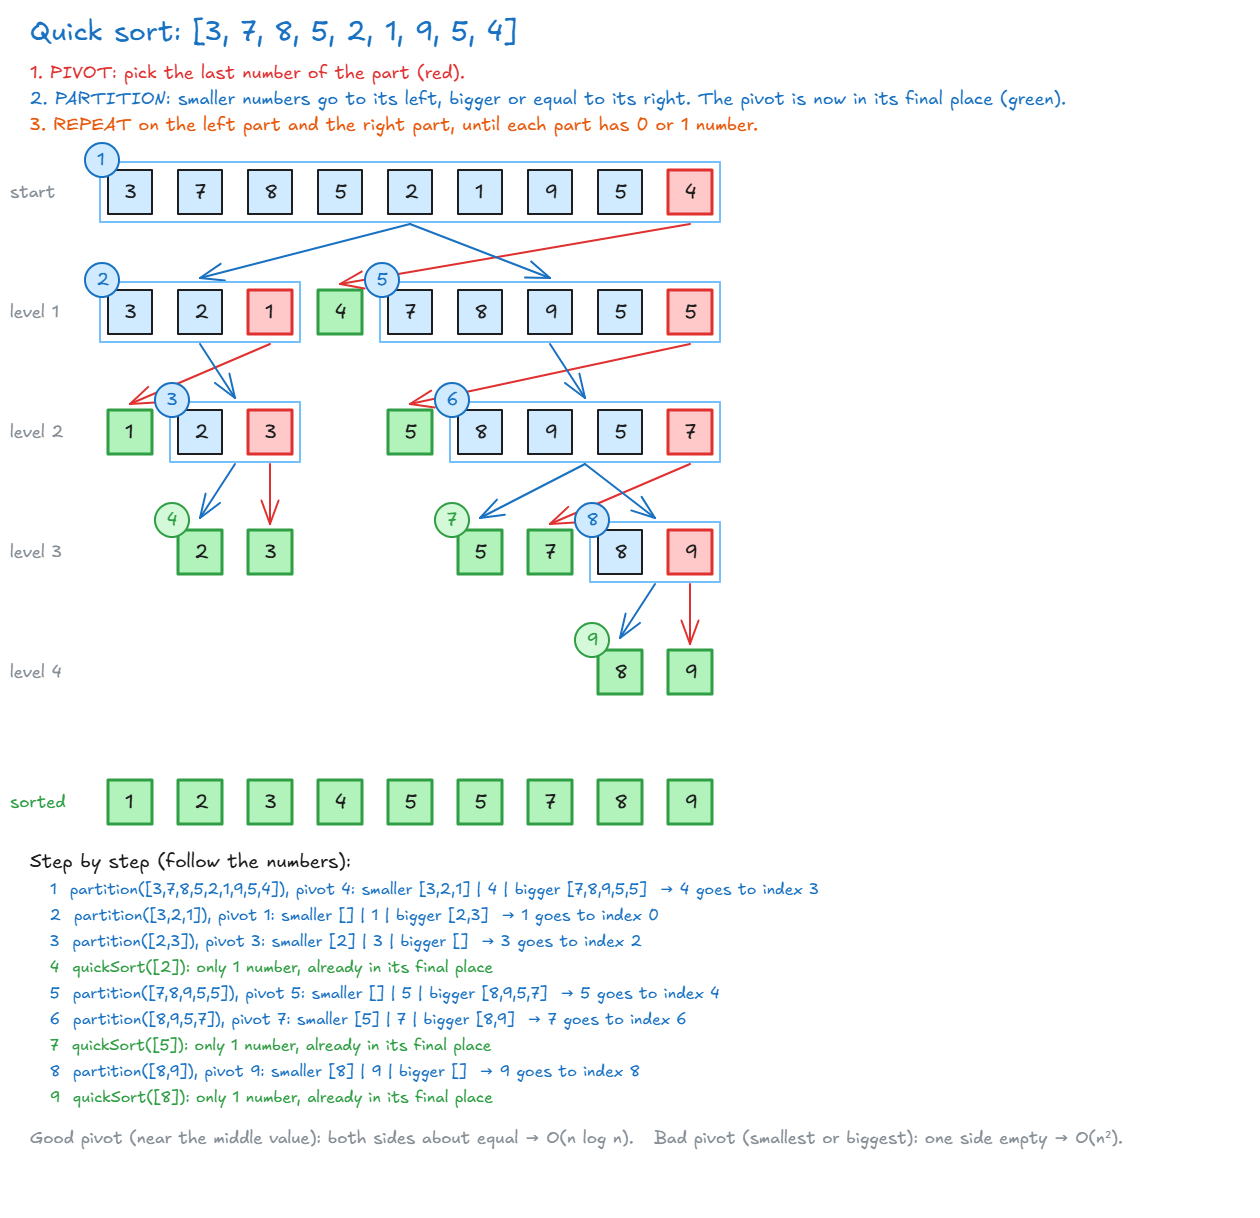 Quick sort: [3, 7, 8, 5, 2, 1, 9, 5, 4]
1. PIVOT: pick the last number of the part (red).
2. PARTITION: smaller numbers go to its left, bigger or equal to its right. The pivot is now in its final place (green).
3. REPEAT on the left part and the right part, until each part has 0 or 1 number.
1
start 3 7 8 5 2 1 9 5 4
2 5
level 1 3 2 1 4 7 8 9 5 5
3 6
level 2 1 2 3 5 8 9 5 7
4 7 8
level 3 2 3 5 7 8 9
9
level 4 8 9
sorted 1 2 3 4 5 5 7 8 9
Step by step (follow the numbers):
1 partition([3,7,8,5,2,1,9,5,4]), pivot 4: smaller [3,2,1] | 4 | bigger [7,8,9,5,5] → 4 goes to index 3
2 partition([3,2,1]), pivot 1: smaller [] | 1 | bigger [2,3] → 1 goes to index 0
3 partition([2,3]), pivot 3: smaller [2] | 3 | bigger [] → 3 goes to index 2
4 quickSort([2]): only 1 number, already in its final place
5 partition([7,8,9,5,5]), pivot 5: smaller [] | 5 | bigger [8,9,5,7] → 5 goes to index 4
6 partition([8,9,5,7]), pivot 7: smaller [5] | 7 | bigger [8,9] → 7 goes to index 6
7 quickSort([5]): only 1 number, already in its final place
8 partition([8,9]), pivot 9: smaller [8] | 9 | bigger [] → 9 goes to index 8
9 quickSort([8]): only 1 number, already in its final place
Good pivot (near the middle value): both sides about equal → O(n log n). Bad pivot (smallest or biggest): one side empty → O(n²).